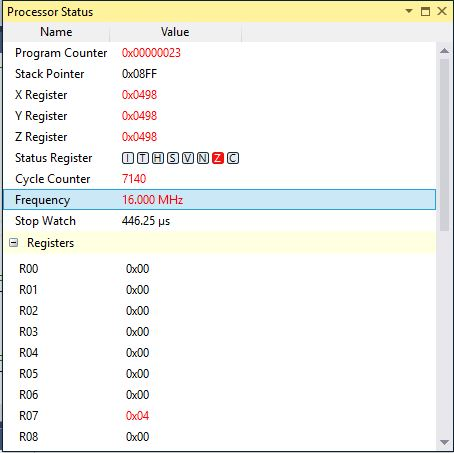 Processor Status
Name Value
Program Counter 0x00000023
Stack Pointer 0x08FF
X Register 0x0498
Y Register 0x0498
Z Register 0x0498
Status Register I T H S V N Z C
Cycle Counter 7140
Frequency 16.000 MHz
Stop Watch 446.25 µs
Registers
R00 0x00
R01 0x00
R02 0x00
R03 0x00
R04 0x00
R05 0x00
R06 0x00
R07 0x04
R08 0x00